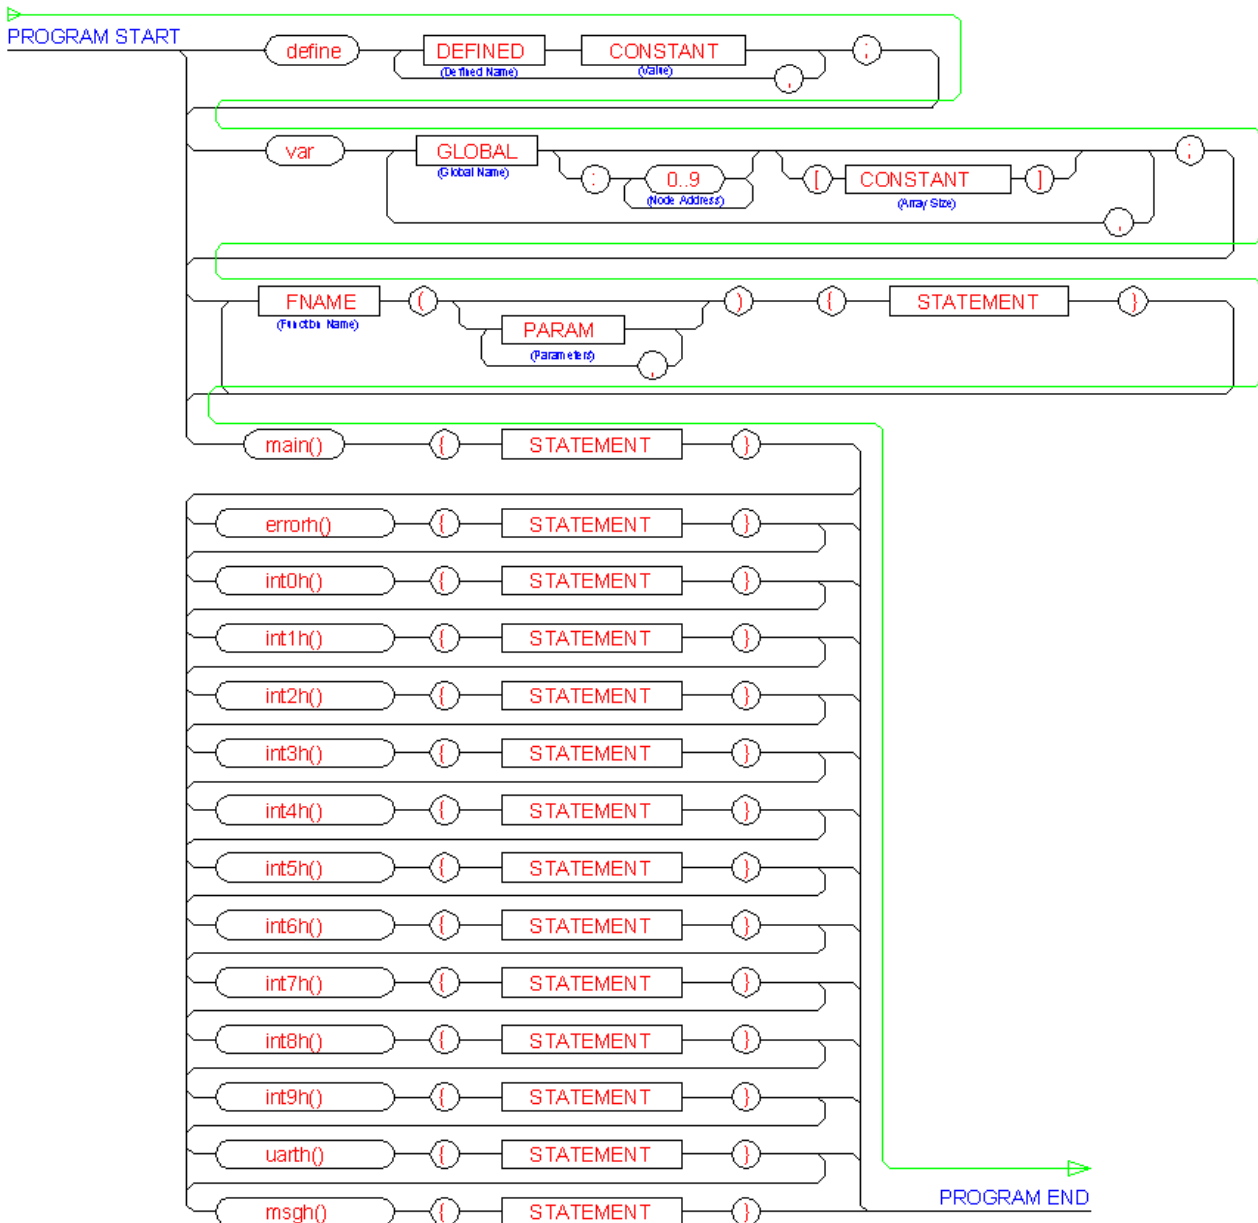 PROGRAM START
define DEFINED CONSTANT ;
(Defined Name) (Value)
,
var GLOBAL : 0..9 [ CONSTANT ] ;
(Global Name) (Node Address) (Array Size)
,
FNAME ( ) { STATEMENT }
(Function Name) PARAM
(Parameters) ,
main() { STATEMENT }
errorh() { STATEMENT }
int0h() { STATEMENT }
int1h() { STATEMENT }
int2h() { STATEMENT }
int3h() { STATEMENT }
int4h() { STATEMENT }
int5h() { STATEMENT }
int6h() { STATEMENT }
int7h() { STATEMENT }
int8h() { STATEMENT }
int9h() { STATEMENT }
uarth() { STATEMENT }
PROGRAM END
msgh() { STATEMENT }